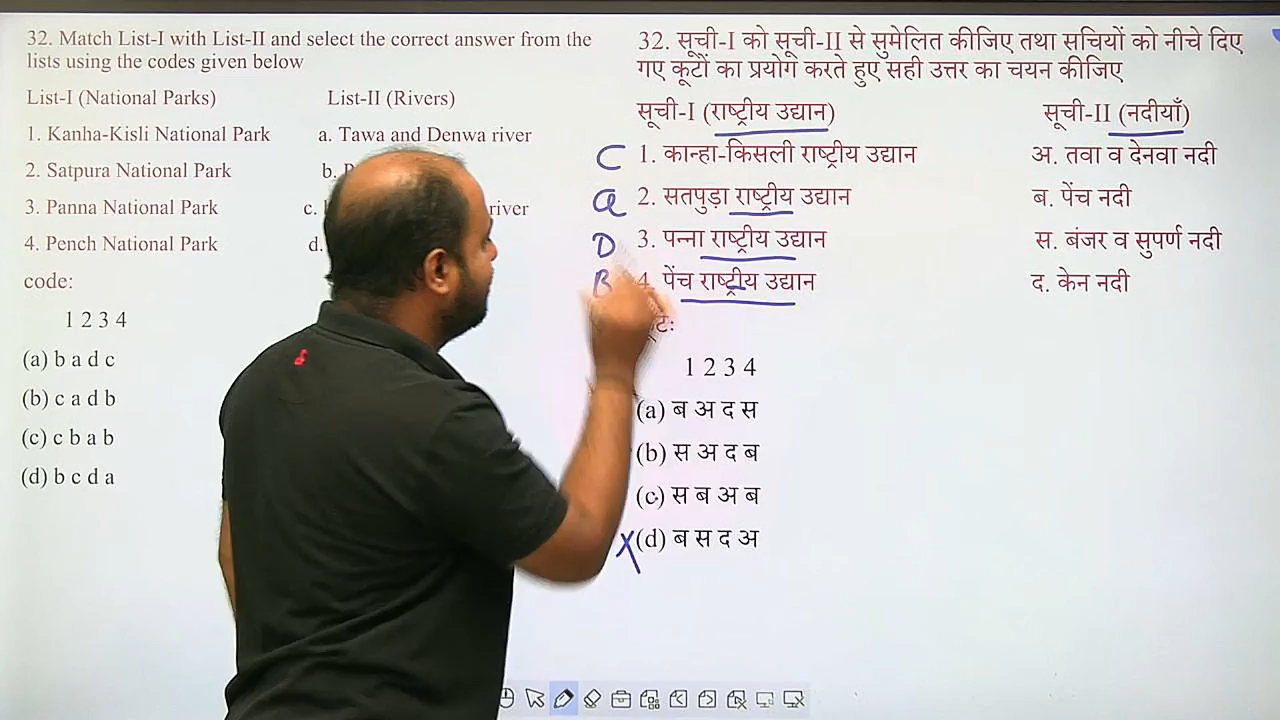 32. Match List-I with List-II and select the correct answer from the
lists using the codes given below
List-I (National Parks) List-II (Rivers)
1. Kanha-Kisli National Park a. Tawa and Denwa river
2. Satpura National Park b.
3. Panna National Park c. river
4. Pench National Park d.
code:
1 2 3 4
(a) b a d c
(b) c a d b
(c) c b a b
(d) b c d a
32. सूची-I को सूची-II से सुमेलित कीजिए तथा सचियों को नीचे दिए
गए कूटों का प्रयोग करते हुए सही उत्तर का चयन कीजिए
सूची-I (राष्ट्रीय उद्यान) सूची-II (नदीयाँ)
C 1. कान्हा-किसली राष्ट्रीय उद्यान अ. तवा व देनवा नदी
a 2. सतपुड़ा राष्ट्रीय उद्यान ब. पेंच नदी
D 3. पन्ना राष्ट्रीय उद्यान स. बंजर व सुपर्ण नदी
B 4. पेंच राष्ट्रीय उद्यान द. केन नदी
1 2 3 4
(a) ब अ द स
(b) स अ द ब
(c) स ब अ ब
(d) ब स द अ